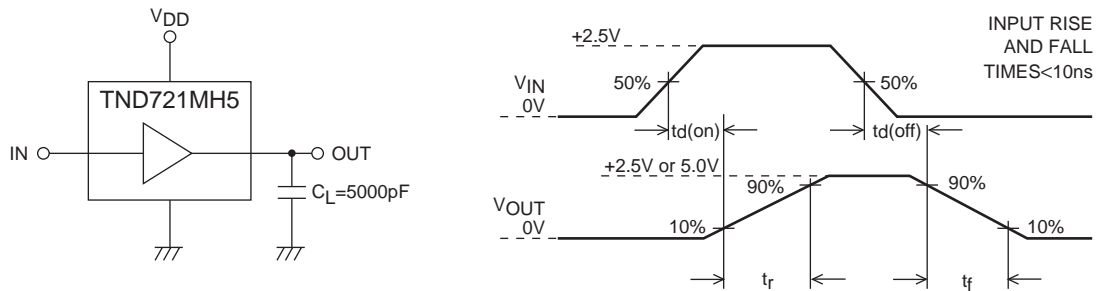 VDD
TND721MH5
IN
OUT
CL=5000pF
INPUT RISE
AND FALL
TIMES<10ns
+2.5V
50%
50%
VIN
0V
td(on)
td(off)
+2.5V or 5.0V
90%
90%
VOUT
0V
10%
10%
tr
tf